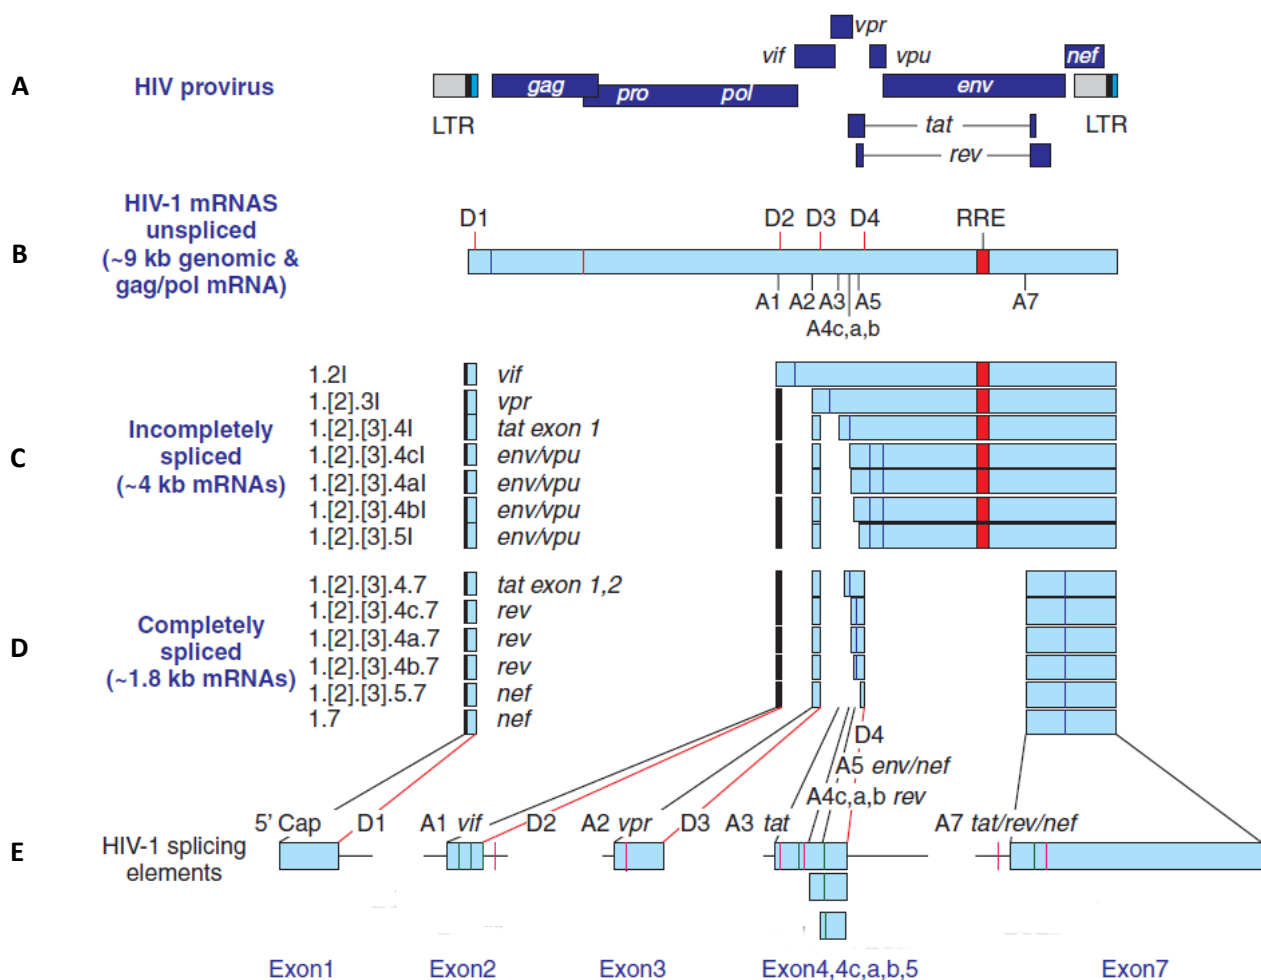 A
HIV provirus
vpr
vif
vpu
nef
gag
pro
pol
env
LTR
tat
LTR
rev
HIV-1 mRNAS
unspliced
(~9 kb genomic &
gag/pol mRNA)
B
D1
D2
D3
D4
RRE
A1
A2
A3
A5
A7
A4c,a,b
C
Incompletely
spliced
(~4 kb mRNAs)
1.2I vif
1.[2].3I vpr
1.[2].[3].4I tat exon 1
1.[2].[3].4cI env/vpu
1.[2].[3].4aI env/vpu
1.[2].[3].4bI env/vpu
1.[2].[3].5I env/vpu
D
Completely
spliced
(~1.8 kb mRNAs)
1.[2].[3].4.7 tat exon 1,2
1.[2].[3].4c.7 rev
1.[2].[3].4a.7 rev
1.[2].[3].4b.7 rev
1.[2].[3].5.7 nef
1.7 nef
D4
A5 env/nef
A4c,a,b rev
5' Cap
D1
A1 vif
D2
A2 vpr
D3
A3 tat
A7 tat/rev/nef
E
HIV-1 splicing
elements
Exon1
Exon2
Exon3
Exon4,4c,a,b,5
Exon7